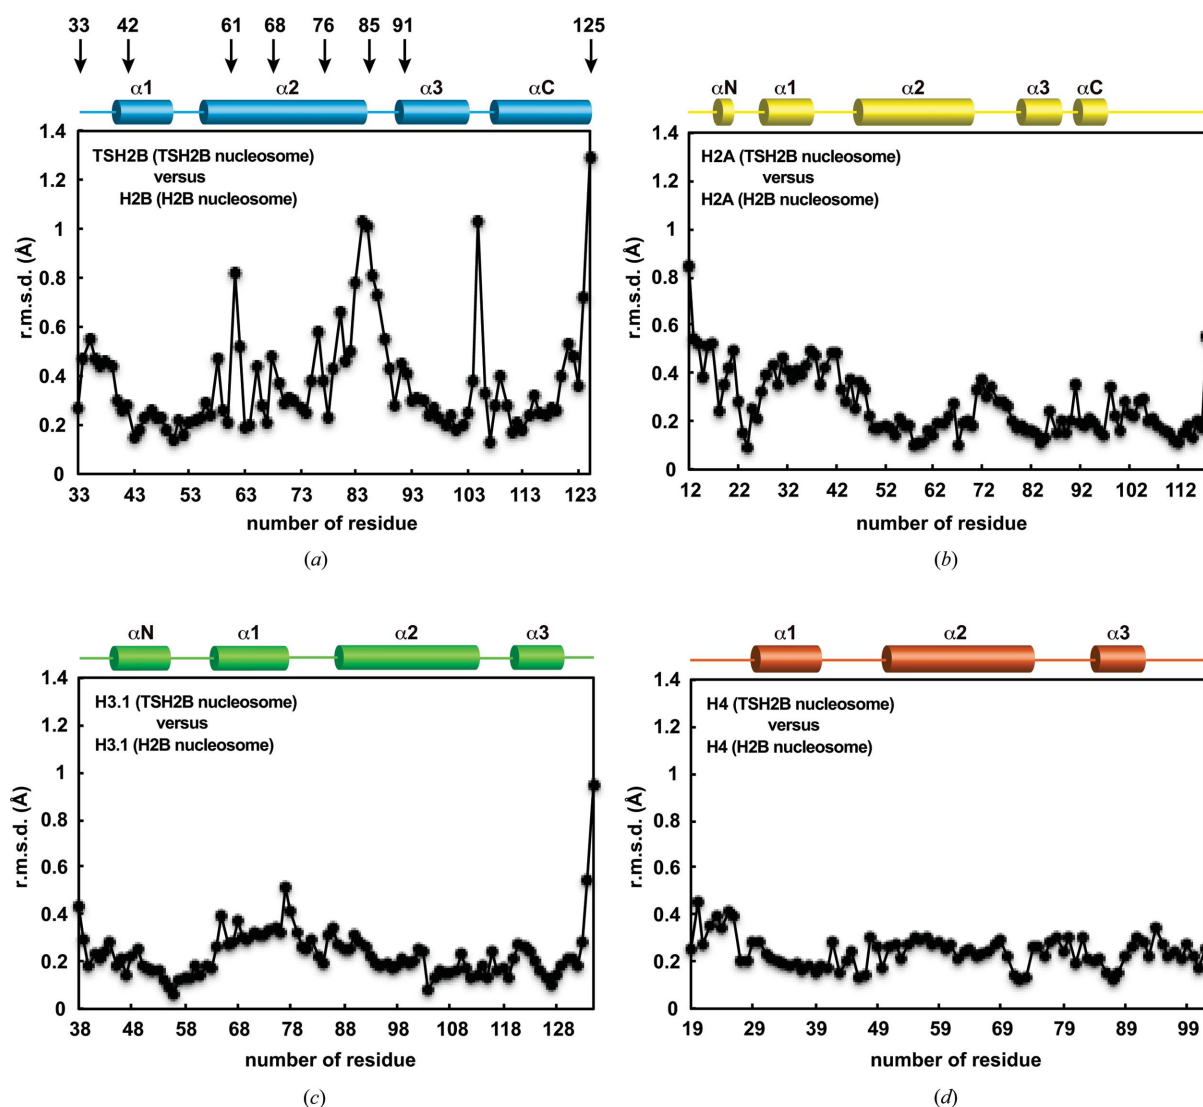 33 42 61 68 76 85 91 125
α1 α2 α3 αC
1.4
1.2
1
0.8
0.6
0.4
0.2
0
r.m.s.d. (Å)
TSH2B (TSH2B nucleosome)
versus
H2B (H2B nucleosome)
33 43 53 63 73 83 93 103 113 123
number of residue
(a)
αN α1 α2 α3 αC
1.4
1.2
1
0.8
0.6
0.4
0.2
0
r.m.s.d. (Å)
H2A (TSH2B nucleosome)
versus
H2A (H2B nucleosome)
12 22 32 42 52 62 72 82 92 102 112
number of residue
(b)
αN α1 α2 α3
1.4
1.2
1
0.8
0.6
0.4
0.2
0
r.m.s.d. (Å)
H3.1 (TSH2B nucleosome)
versus
H3.1 (H2B nucleosome)
38 48 58 68 78 88 98 108 118 128
number of residue
(c)
α1 α2 α3
1.4
1.2
1
0.8
0.6
0.4
0.2
0
r.m.s.d. (Å)
H4 (TSH2B nucleosome)
versus
H4 (H2B nucleosome)
19 29 39 49 59 69 79 89 99
number of residue
(d)